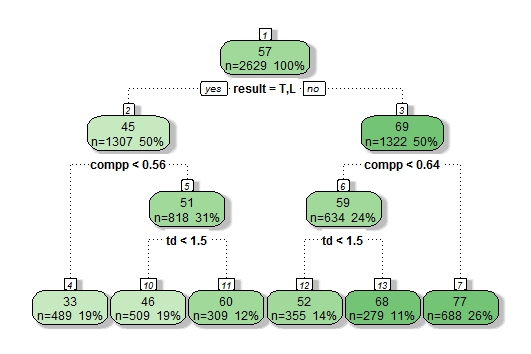 1
57
n=2629 100%
yes result = T,L no
2
3
45
n=1307 50%
69
n=1322 50%
compp < 0.56
compp < 0.64
5
6
51
n=818 31%
59
n=634 24%
td < 1.5
td < 1.5
4
10
11
12
13
7
33
n=489 19%
46
n=509 19%
60
n=309 12%
52
n=355 14%
68
n=279 11%
77
n=688 26%